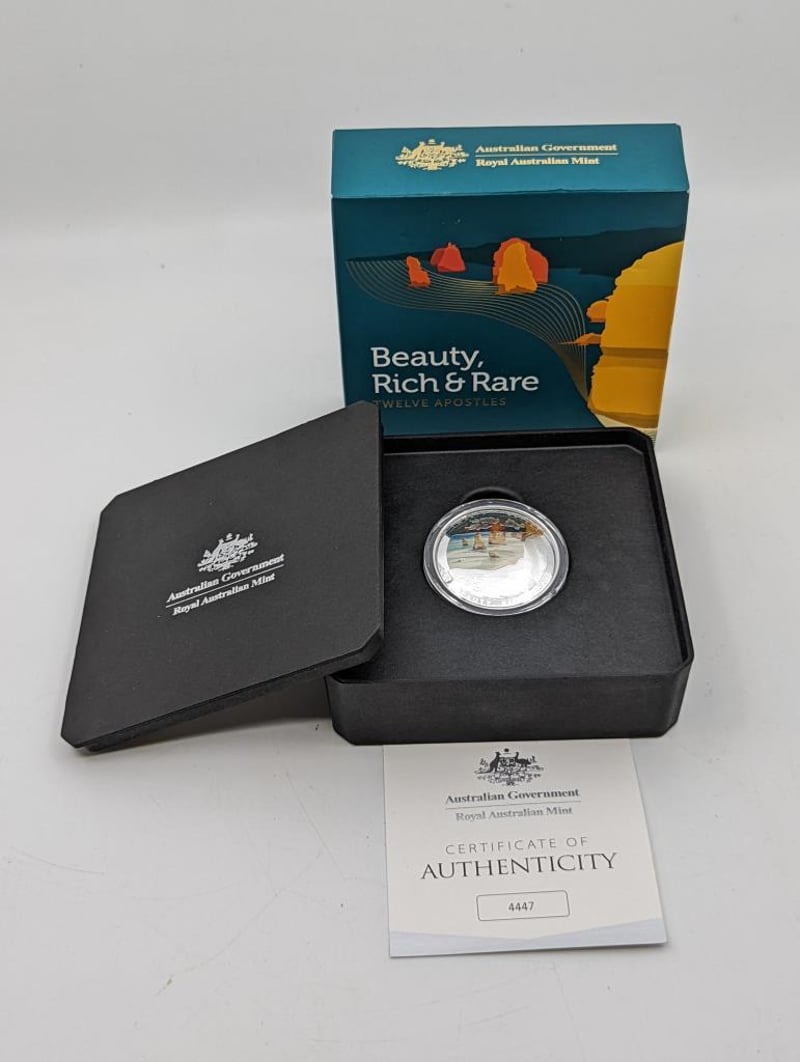 Australian Government
Royal Australian Mint
Beauty,
Rich & Rare
TWELVE APOSTLES
Australian Government
Royal Australian Mint
Australian Government
Royal Australian Mint
CERTIFICATE OF
AUTHENTICITY
4447